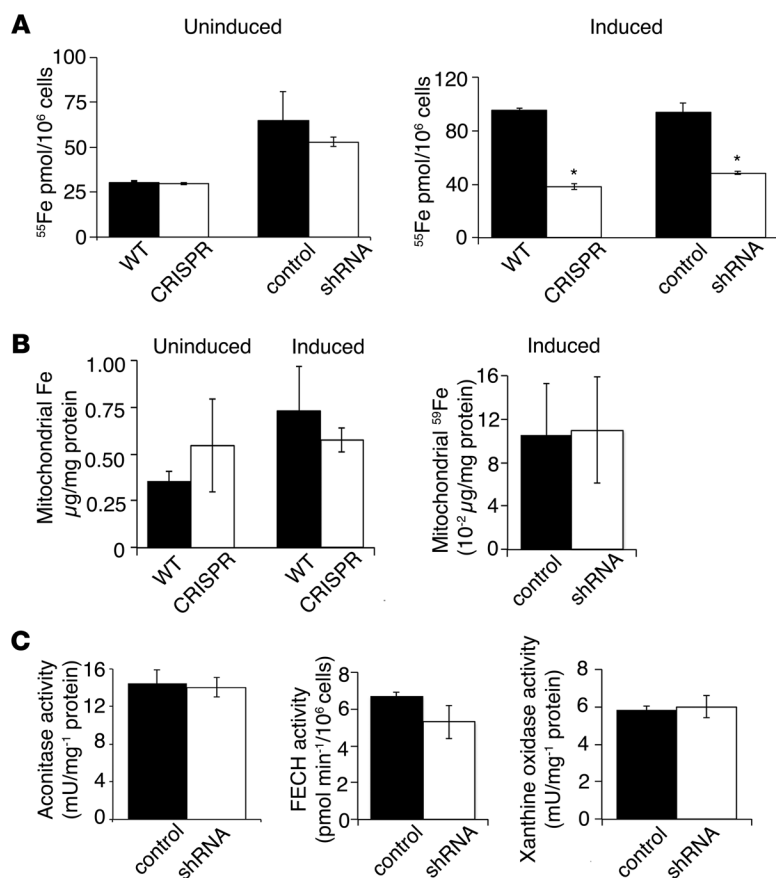 A
Uninduced
Induced
⁵⁵Fe pmol/10⁶ cells
100
75
50
25
0
WT
CRISPR
control
shRNA
⁵⁵Fe pmol/10⁶ cells
120
80
40
0
*
*
WT
CRISPR
control
shRNA
B
Uninduced
Induced
Induced
Mitochondrial Fe
µg/mg protein
1.00
0.75
0.50
0.25
0
WT
CRISPR
WT
CRISPR
Mitochondrial ⁵⁹Fe
(10⁻² µg/mg protein)
16
12
8
4
0
control
shRNA
C
Aconitase activity
(mU/mg⁻¹ protein)
16
12
8
4
0
control
shRNA
FECH activity
(pmol min⁻¹/10⁶ cells)
8
6
4
2
0
control
shRNA
Xanthine oxidase activity
(mU/mg⁻¹ protein)
8
6
4
2
0
control
shRNA